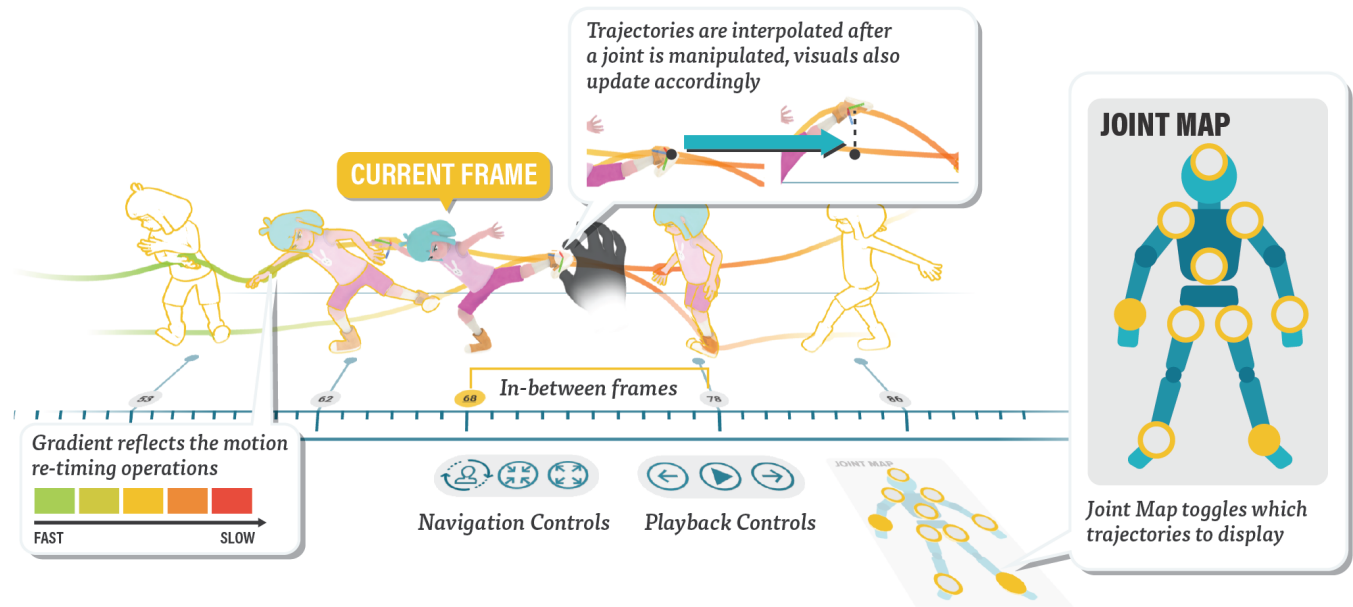 Trajectories are interpolated after
a joint is manipulated, visuals also
update accordingly
CURRENT FRAME
JOINT MAP
53
62
68
In-between frames
78
86
Gradient reflects the motion
re-timing operations
FAST
SLOW
Navigation Controls
Playback Controls
JOINT MAP
Joint Map toggles which
trajectories to display